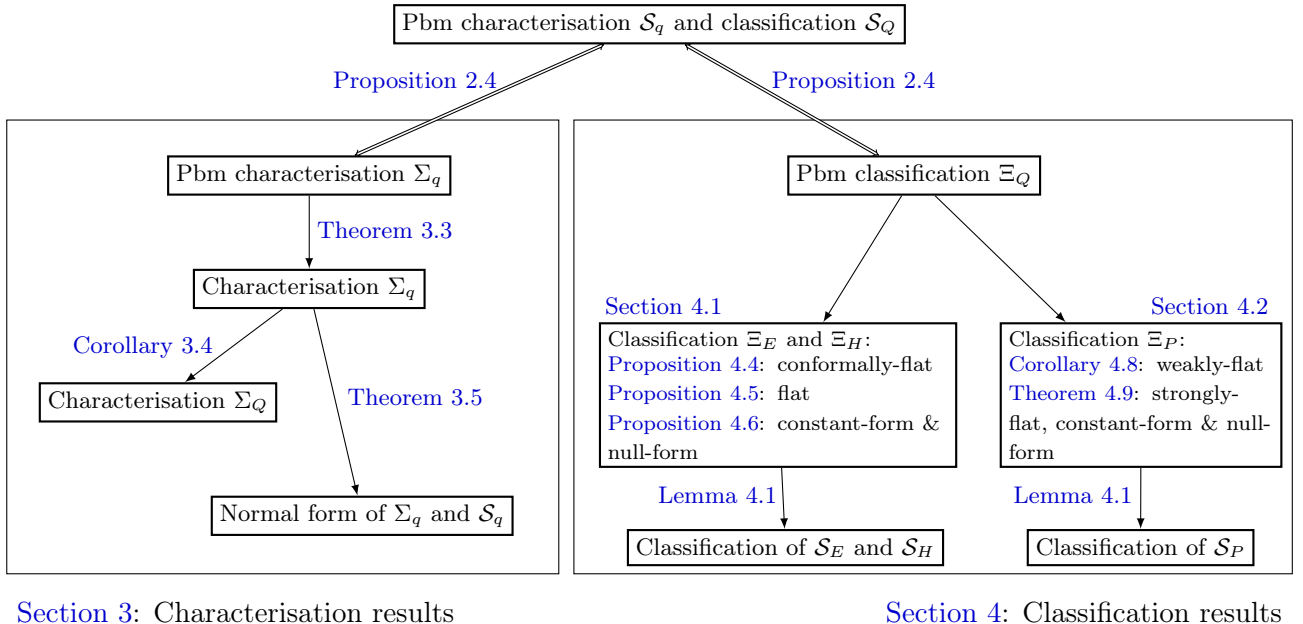 Pbm characterisation 𝒮_q and classification 𝒮_Q
Proposition 2.4
Proposition 2.4
Pbm characterisation Σ_q
Theorem 3.3
Characterisation Σ_q
Corollary 3.4
Characterisation Σ_Q
Theorem 3.5
Normal form of Σ_q and 𝒮_q
Pbm classification Ξ_Q
Section 4.1
Classification Ξ_E and Ξ_H:
Proposition 4.4: conformally-flat
Proposition 4.5: flat
Proposition 4.6: constant-form &
null-form
Lemma 4.1
Classification of 𝒮_E and 𝒮_H
Section 4.2
Classification Ξ_P:
Corollary 4.8: weakly-flat
Theorem 4.9: strongly-
flat, constant-form & null-
form
Lemma 4.1
Classification of 𝒮_P
Section 3: Characterisation results
Section 4: Classification results